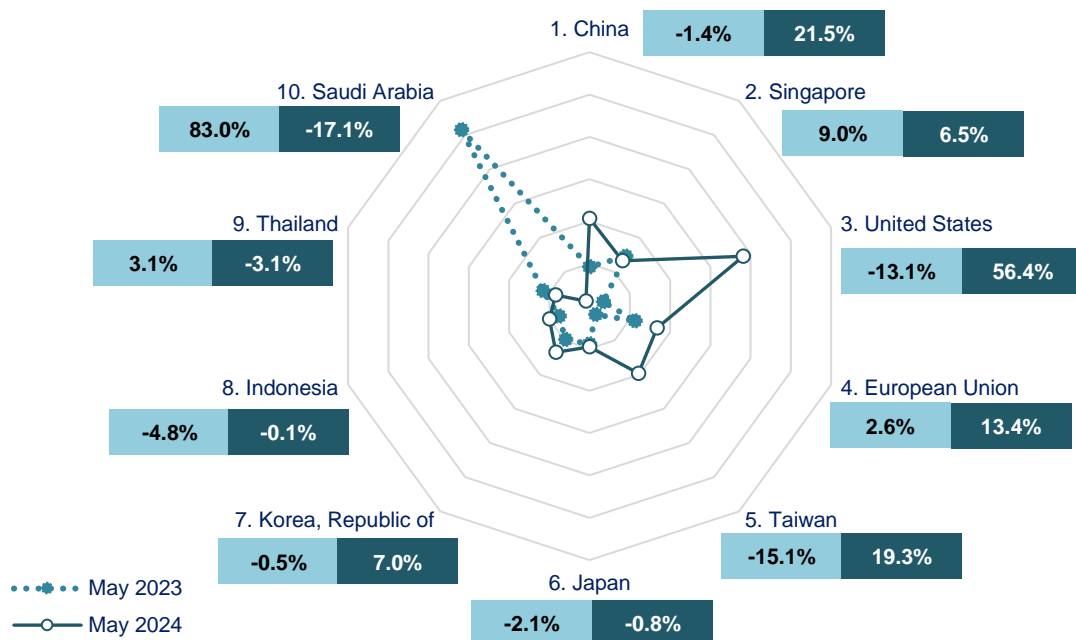 1. China
-1.4% 21.5%
2. Singapore
9.0% 6.5%
3. United States
-13.1% 56.4%
4. European Union
2.6% 13.4%
5. Taiwan
-15.1% 19.3%
6. Japan
-2.1% -0.8%
7. Korea, Republic of
-0.5% 7.0%
8. Indonesia
-4.8% -0.1%
9. Thailand
3.1% -3.1%
10. Saudi Arabia
83.0% -17.1%
May 2023
May 2024